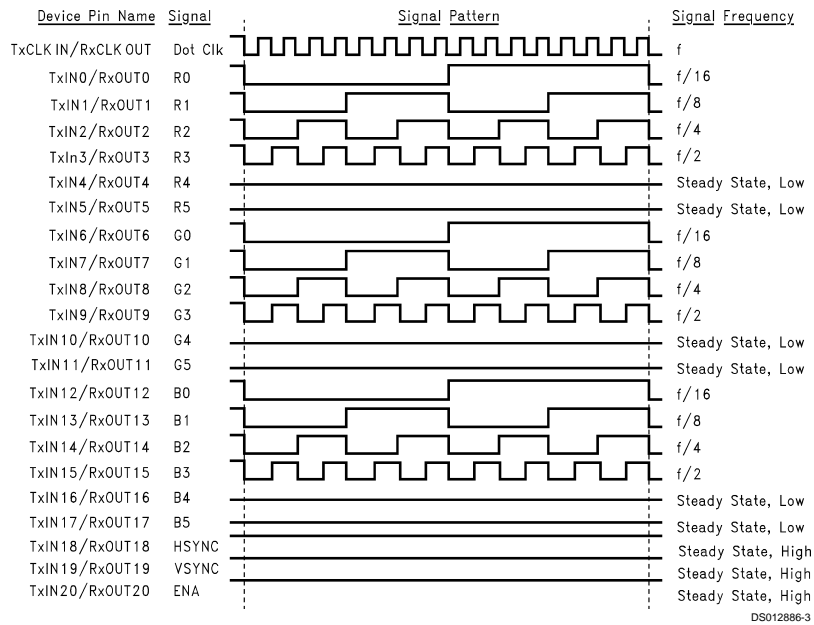 Device Pin Name Signal Signal Pattern Signal Frequency
TxCLK IN/RxCLK OUT Dot Clk f
TxIN0/RxOUT0 R0 f/16
TxIN1/RxOUT1 R1 f/8
TxIN2/RxOUT2 R2 f/4
TxIn3/RxOUT3 R3 f/2
TxIN4/RxOUT4 R4 Steady State, Low
TxIN5/RxOUT5 R5 Steady State, Low
TxIN6/RxOUT6 G0 f/16
TxIN7/RxOUT7 G1 f/8
TxIN8/RxOUT8 G2 f/4
TxIN9/RxOUT9 G3 f/2
TxIN10/RxOUT10 G4 Steady State, Low
TxIN11/RxOUT11 G5 Steady State, Low
TxIN12/RxOUT12 B0 f/16
TxIN13/RxOUT13 B1 f/8
TxIN14/RxOUT14 B2 f/4
TxIN15/RxOUT15 B3 f/2
TxIN16/RxOUT16 B4 Steady State, Low
TxIN17/RxOUT17 B5 Steady State, Low
TxIN18/RxOUT18 HSYNC Steady State, High
TxIN19/RxOUT19 VSYNC Steady State, High
TxIN20/RxOUT20 ENA Steady State, High
DS012886-3